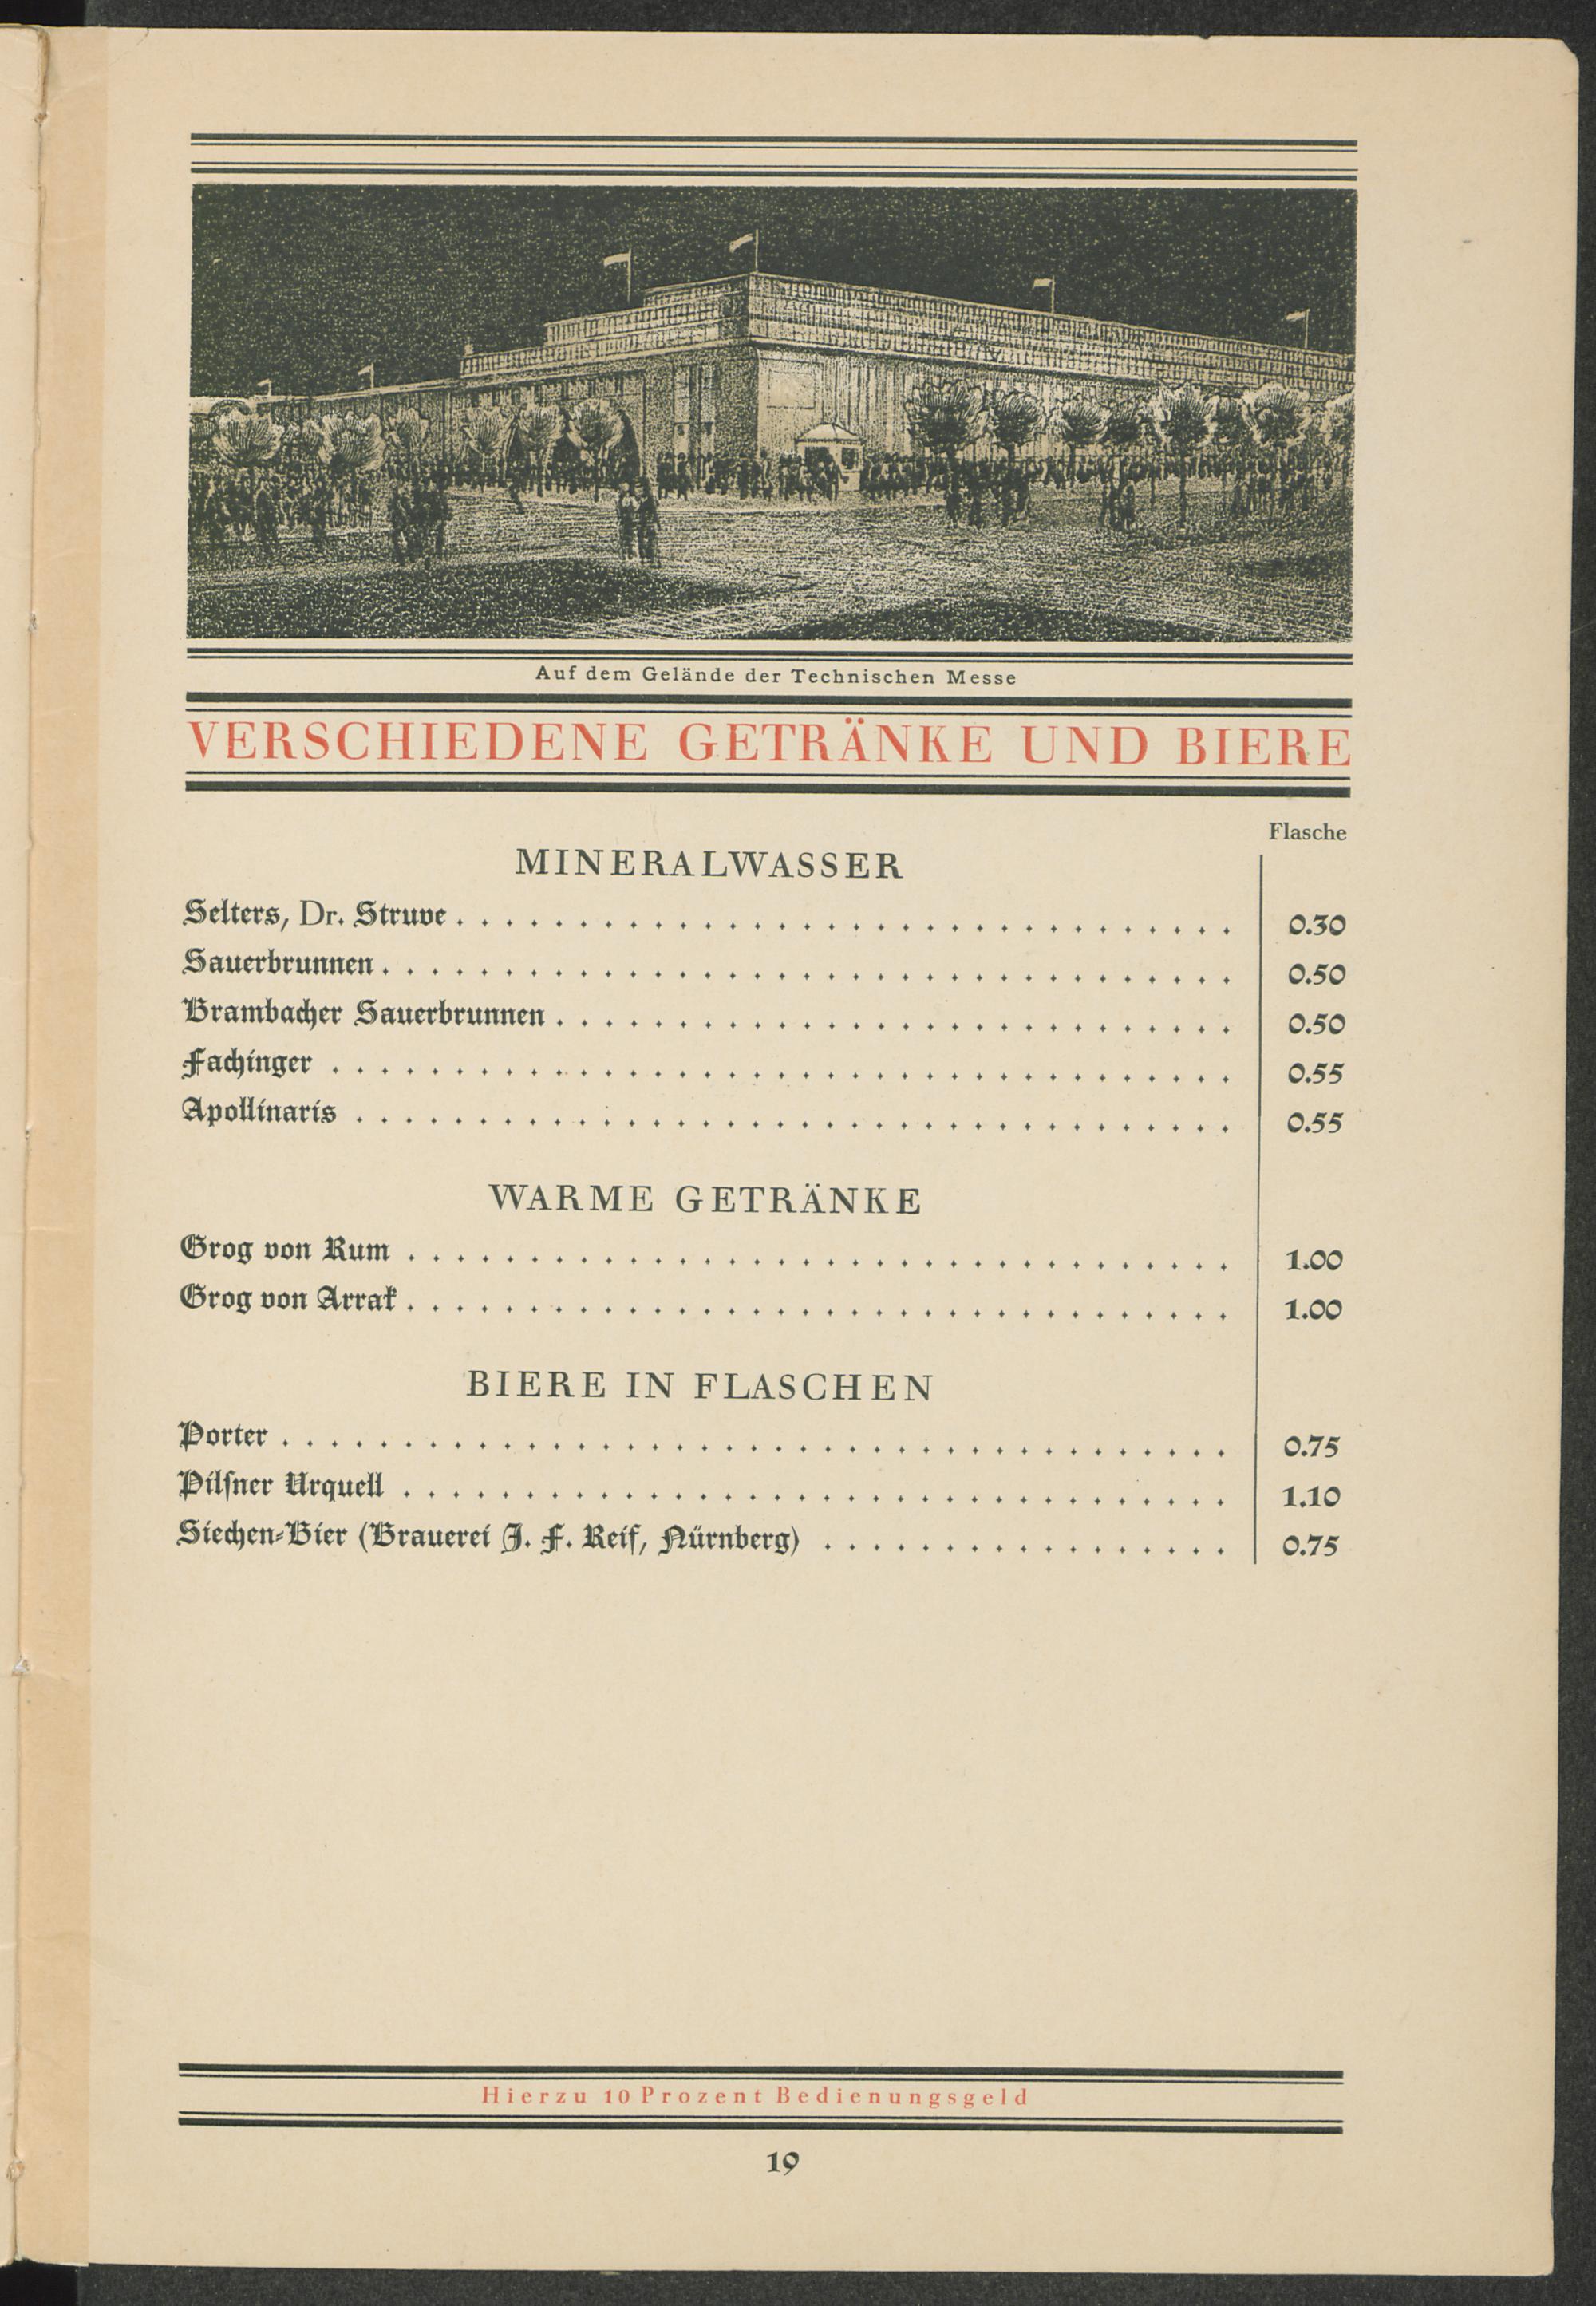 Auf dem Gelände der Technischen Messe
VERSCHIEDENE GETRÄNKE UND BIERE
Flasche
MINERALWASSER
Selters, Dr. Struve . . . . . . . . . . . . . . . . . . . . . . . . . . . . . . . . 0.30
Sauerbrunnen . . . . . . . . . . . . . . . . . . . . . . . . . . . . . . . . . . . 0.50
Brambacher Sauerbrunnen . . . . . . . . . . . . . . . . . . . . . . . . . . . . 0.50
Fachinger . . . . . . . . . . . . . . . . . . . . . . . . . . . . . . . . . . . . . 0.55
Apollinaris . . . . . . . . . . . . . . . . . . . . . . . . . . . . . . . . . . . . 0.55
WARME GETRÄNKE
Grog von Rum . . . . . . . . . . . . . . . . . . . . . . . . . . . . . . . . . . 1.00
Grog von Arrak . . . . . . . . . . . . . . . . . . . . . . . . . . . . . . . . . . 1.00
BIERE IN FLASCHEN
Porter . . . . . . . . . . . . . . . . . . . . . . . . . . . . . . . . . . . . . . . 0.75
Pilſner Urquell . . . . . . . . . . . . . . . . . . . . . . . . . . . . . . . . . . 1.10
Siechen-Bier (Brauerei J. F. Reif, Nürnberg) . . . . . . . . . . . . . . . . . 0.75
Hierzu 10 Prozent Bedienungsgeld
19